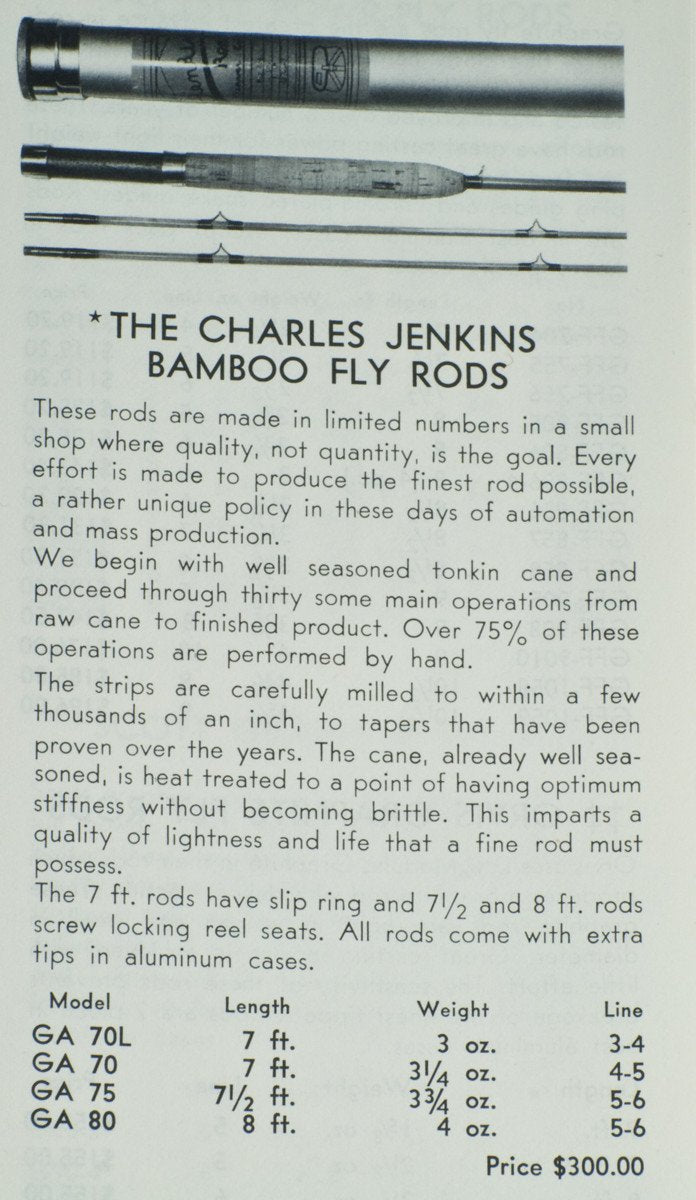 *THE CHARLES JENKINS
BAMBOO FLY RODS
These rods are made in limited numbers in a small
shop where quality, not quantity, is the goal. Every
effort is made to produce the finest rod possible,
a rather unique policy in these days of automation
and mass production.
We begin with well seasoned tonkin cane and
proceed through thirty some main operations from
raw cane to finished product. Over 75% of these
operations are performed by hand.
The strips are carefully milled to within a few
thousands of an inch, to tapers that have been
proven over the years. The cane, already well sea-
soned, is heat treated to a point of having optimum
stiffness without becoming brittle. This imparts a
quality of lightness and life that a fine rod must
possess.
The 7 ft. rods have slip ring and 7½ and 8 ft. rods
screw locking reel seats. All rods come with extra
tips in aluminum cases.
Model Length Weight Line
GA 70L 7 ft. 3 oz. 3-4
GA 70 7 ft. 3¼ oz. 4-5
GA 75 7½ ft. 3¾ oz. 5-6
GA 80 8 ft. 4 oz. 5-6
Price $300.00